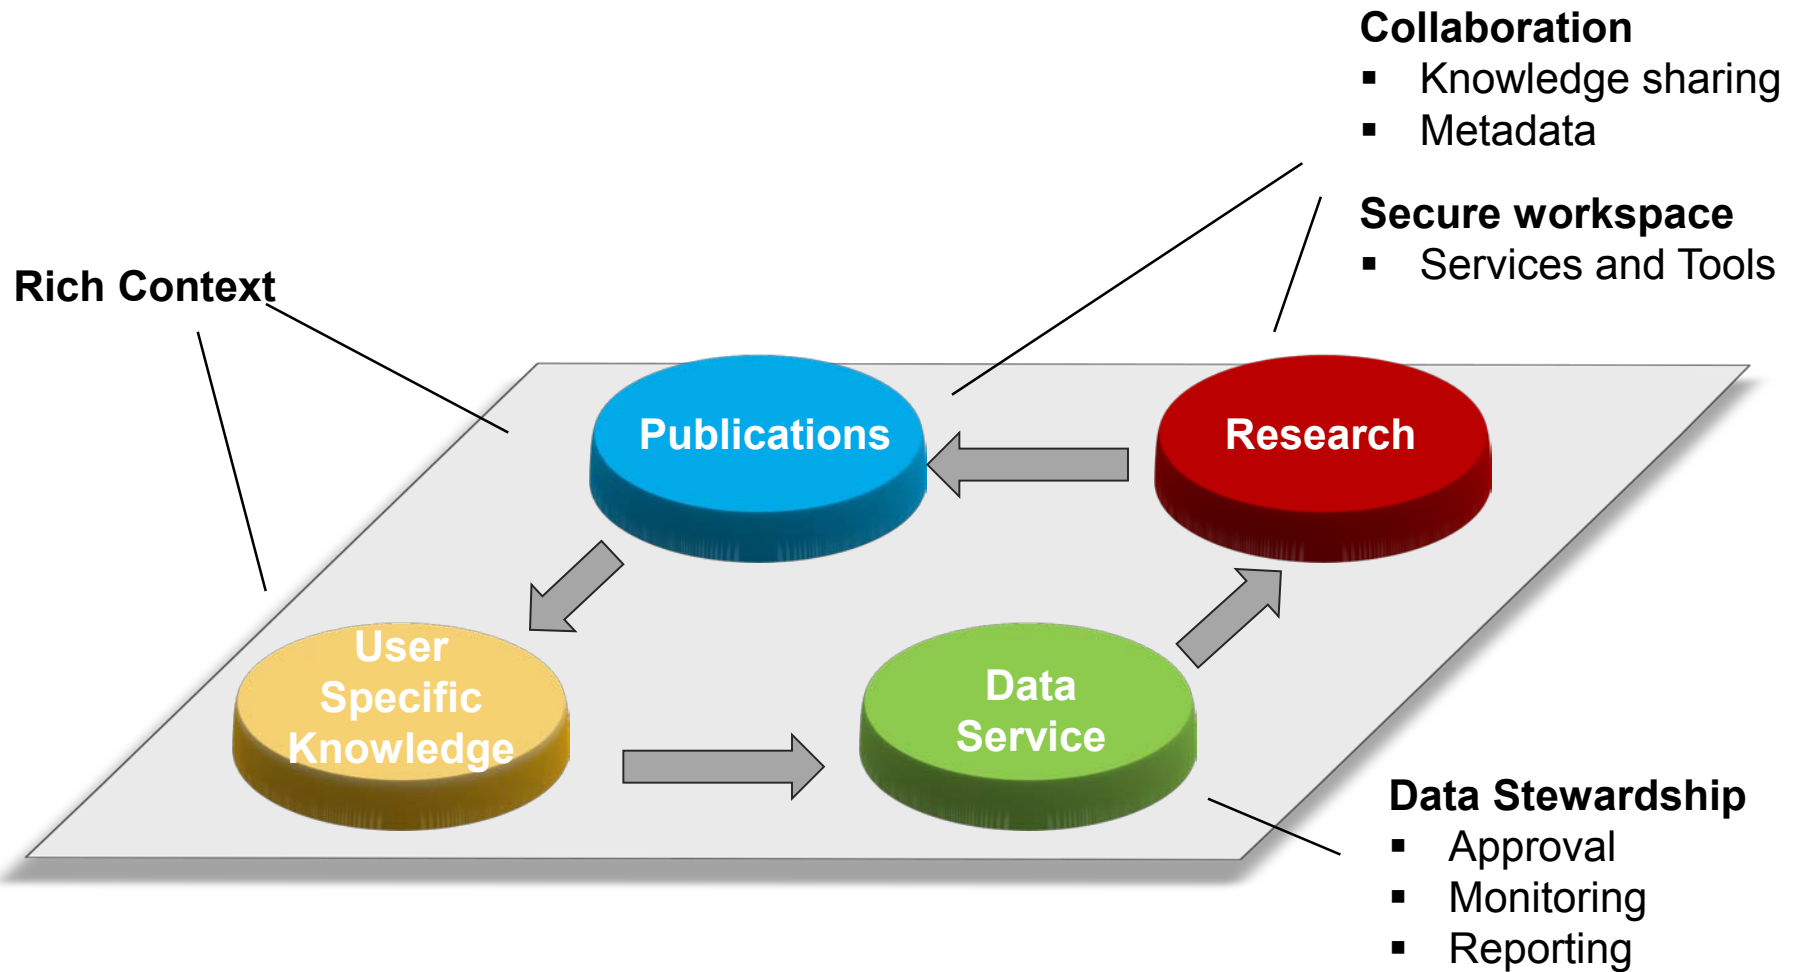 Collaboration
▪ Knowledge sharing
▪ Metadata
Secure workspace
▪ Services and Tools
Rich Context
Publications
Research
User
Specific
Knowledge
Data
Service
Data Stewardship
▪ Approval
▪ Monitoring
▪ Reporting